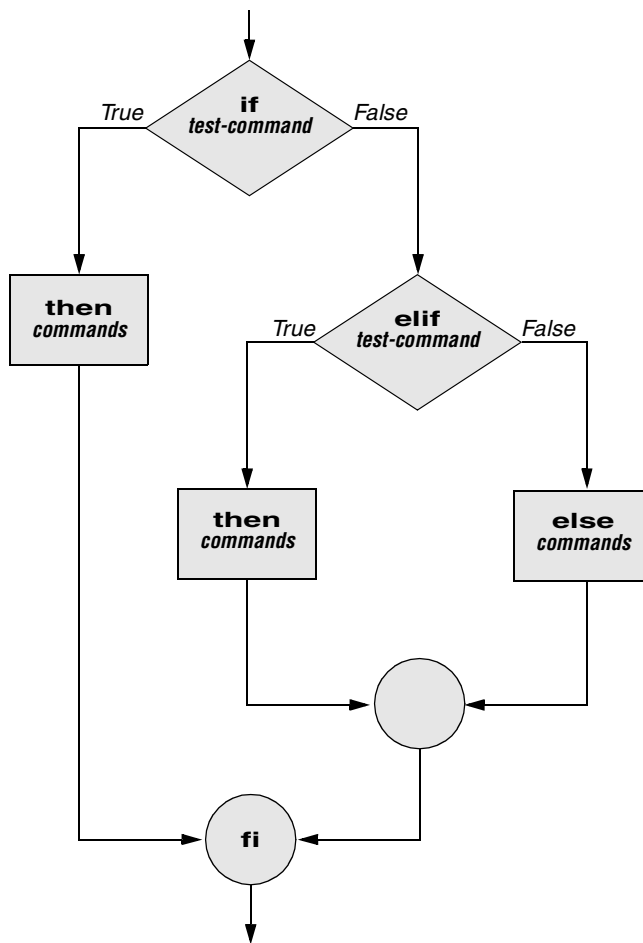 if
test-command
True
False
then
commands
elif
test-command
True
False
then
commands
else
commands
fi